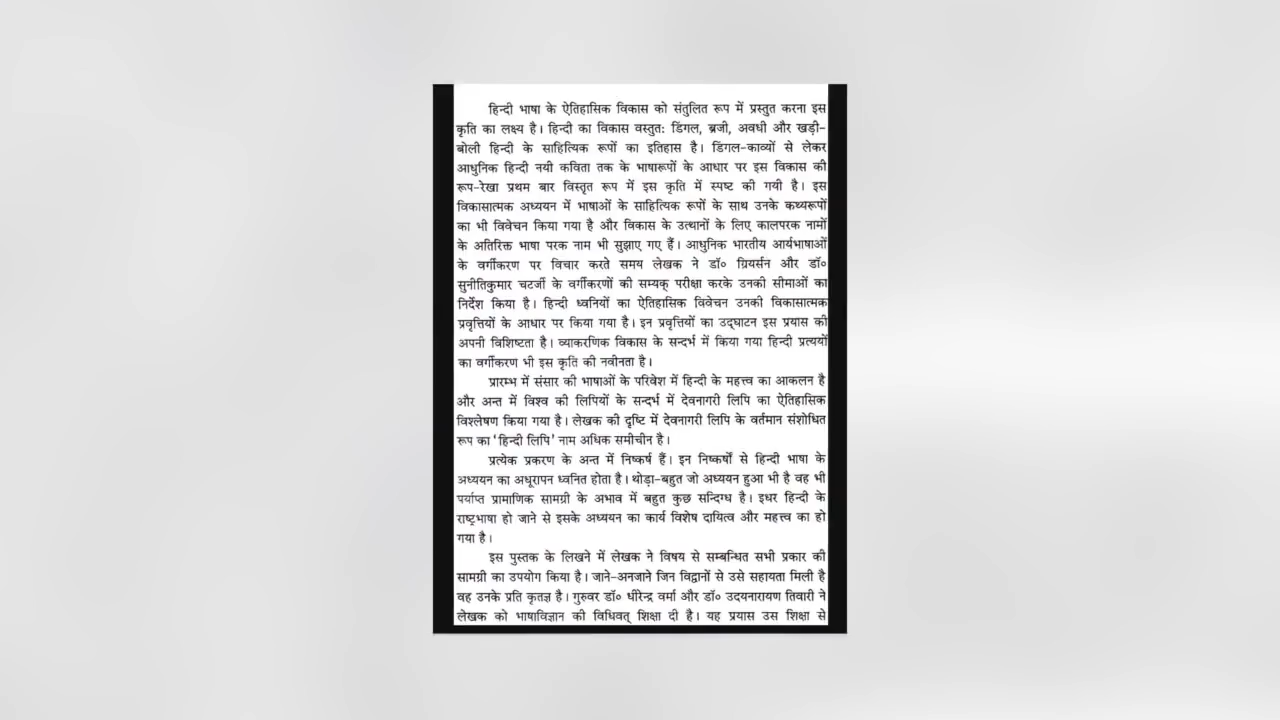 हिन्दी भाषा के ऐतिहासिक विकास को संतुलित रूप में प्रस्तुत करना इस
कृति का लक्ष्य है। हिन्दी का विकास वस्तुतः डिंगल, ब्रजी, अवधी और खड़ी-
बोली हिन्दी के साहित्यिक रूपों का इतिहास है। डिंगल-काव्यों से लेकर
आधुनिक हिन्दी नयी कविता तक के भाषारूपों के आधार पर इस विकास की
रूप-रेखा प्रथम बार विस्तृत रूप में इस कृति में स्पष्ट की गयी है। इस
विकासात्मक अध्ययन में भाषाओं के साहित्यिक रूपों के साथ उनके कथ्यरूपों
का भी विवेचन किया गया है और विकास के उत्थानों के लिए कालपरक नामों
के अतिरिक्त भाषा परक नाम भी सुझाए गए हैं। आधुनिक भारतीय आर्यभाषाओं
के वर्गीकरण पर विचार करते समय लेखक ने डॉ॰ ग्रियर्सन और डॉ॰
सुनीतिकुमार चटर्जी के वर्गीकरणों की सम्यक् परीक्षा करके उनकी सीमाओं का
निर्देश किया है। हिन्दी ध्वनियों का ऐतिहासिक विवेचन उनकी विकासात्मक
प्रवृत्तियों के आधार पर किया गया है। इन प्रवृत्तियों का उद्घाटन इस प्रयास की
अपनी विशिष्टता है। व्याकरणिक विकास के सन्दर्भ में किया गया हिन्दी प्रत्ययों
का वर्गीकरण भी इस कृति की नवीनता है।
प्रारम्भ में संसार की भाषाओं के परिवेश में हिन्दी के महत्त्व का आकलन है
और अन्त में विश्व की लिपियों के सन्दर्भ में देवनागरी लिपि का ऐतिहासिक
विश्लेषण किया गया है। लेखक की दृष्टि में देवनागरी लिपि के वर्तमान संशोधित
रूप का 'हिन्दी लिपि' नाम अधिक समीचीन है।
प्रत्येक प्रकरण के अन्त में निष्कर्ष हैं। इन निष्कर्षों से हिन्दी भाषा के
अध्ययन का अधूरापन ध्वनित होता है। थोड़ा-बहुत जो अध्ययन हुआ भी है वह भी
पर्याप्त प्रामाणिक सामग्री के अभाव में बहुत कुछ सन्दिग्ध है। इधर हिन्दी के
राष्ट्रभाषा हो जाने से इसके अध्ययन का कार्य विशेष दायित्व और महत्त्व का हो
गया है।
इस पुस्तक के लिखने में लेखक ने विषय से सम्बन्धित सभी प्रकार की
सामग्री का उपयोग किया है। जाने-अनजाने जिन विद्वानों से उसे सहायता मिली है
वह उनके प्रति कृतज्ञ है। गुरुवर डॉ॰ धीरेन्द्र वर्मा और डॉ॰ उदयनारायण तिवारी ने
लेखक को भाषाविज्ञान की विधिवत् शिक्षा दी है। यह प्रयास उस शिक्षा से